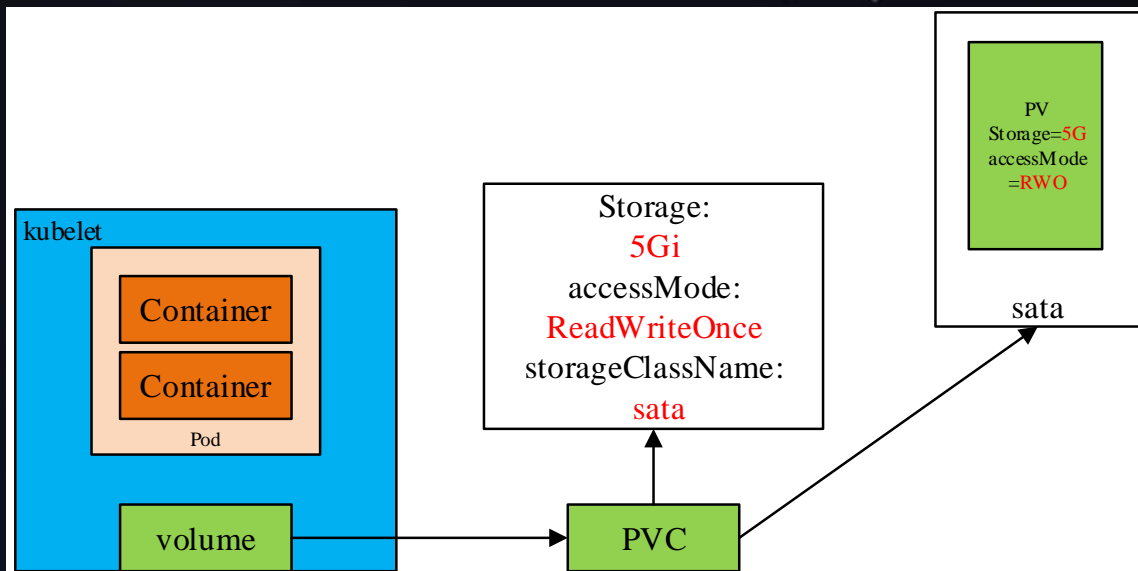 kubelet
Container
Container
Pod
volume
Storage:
5Gi
accessMode:
ReadWriteOnce
storageClassName:
sata
PVC
PV
Storage=5G
accessMode
=RWO
sata